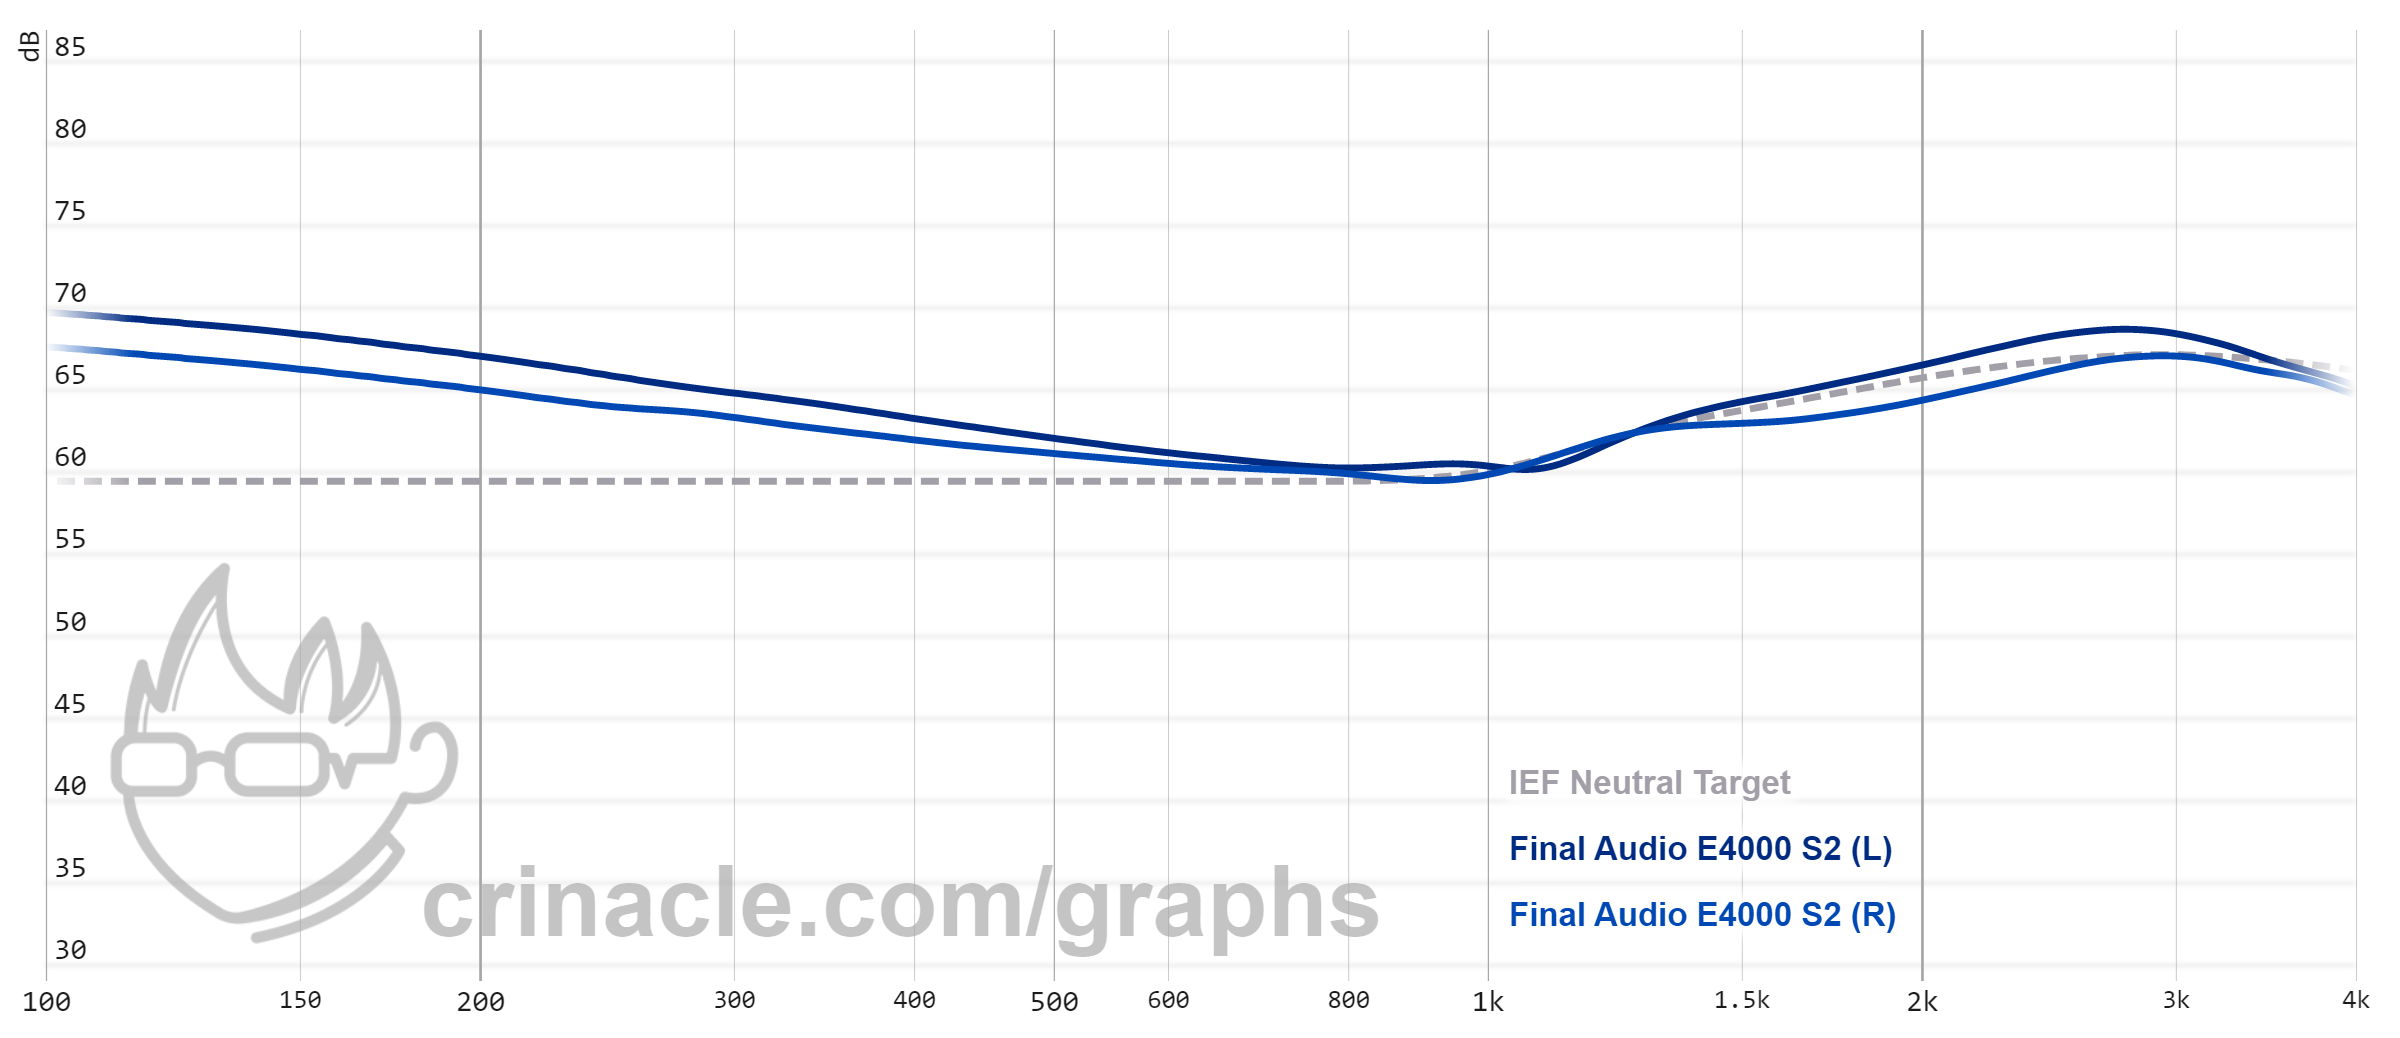 dB
85
80
75
70
65
60
55
50
45
40
35
30
IEF Neutral Target
Final Audio E4000 S2 (L)
Final Audio E4000 S2 (R)
crinacle.com/graphs
100 150 200 300 400 500 600 800 1k 1.5k 2k 3k 4k